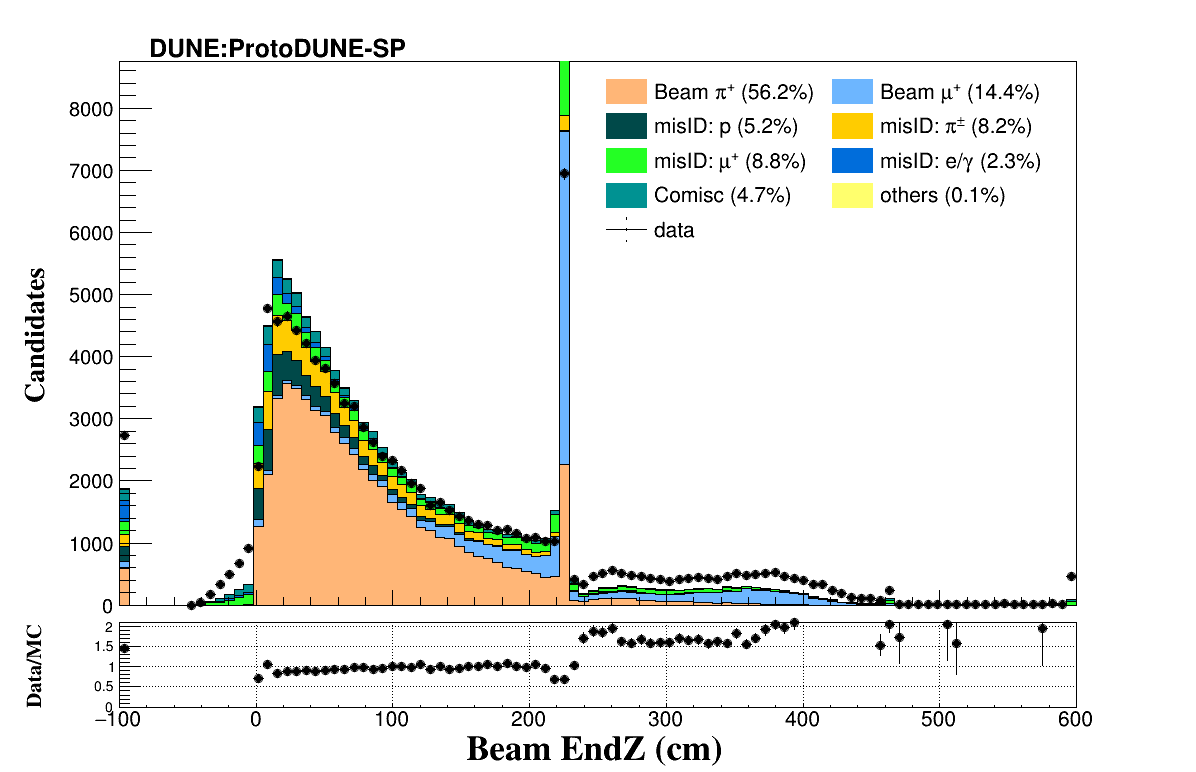 DUNE:ProtoDUNE-SP
Beam π⁺ (56.2%) Beam μ⁺ (14.4%)
misID: p (5.2%) misID: π± (8.2%)
misID: μ⁺ (8.8%) misID: e/γ (2.3%)
Comisc (4.7%) others (0.1%)
data
Candidates
8000
7000
6000
5000
4000
3000
2000
1000
0
Data/MC
2
1.5
1
0.5
0
−100 0 100 200 300 400 500 600
Beam EndZ (cm)